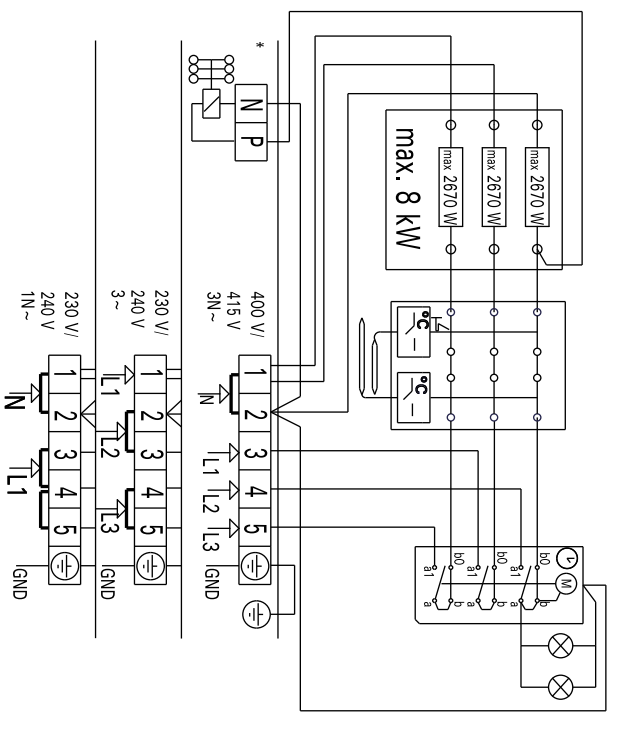 *
N
P
max 2670 W
max 2670 W
max 2670 W
max. 8 kW
°C
°C
400 V/
415 V
3N~
1
2
3
4
5
N
L1
L2
L3
GND
230 V/
240 V
3~
1
2
3
4
5
L1
L2
L3
GND
230 V/
240 V
1N~
1
2
3
4
5
N
L1
GND
M
b0
a1
a
b
b0
a1
a
b
b0
a1
a
b